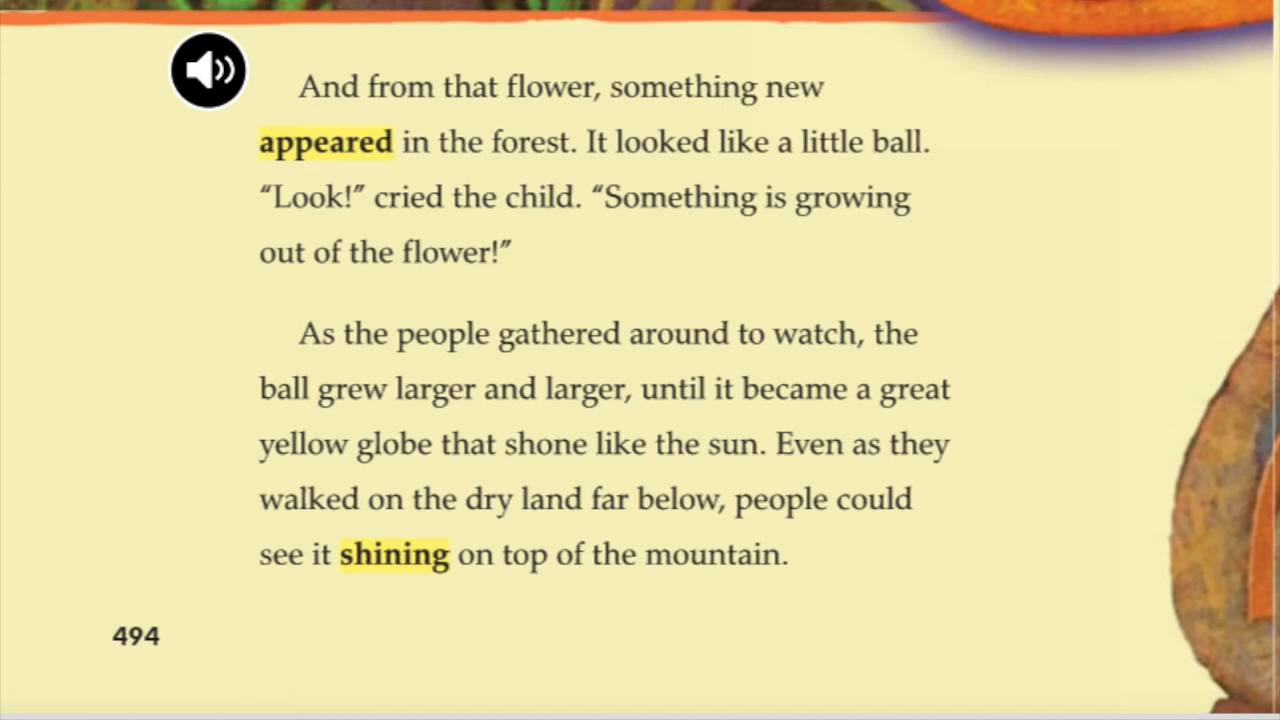 And from that flower, something new
appeared in the forest. It looked like a little ball.
“Look!” cried the child. “Something is growing
out of the flower!”
As the people gathered around to watch, the
ball grew larger and larger, until it became a great
yellow globe that shone like the sun. Even as they
walked on the dry land far below, people could
see it shining on top of the mountain.
494